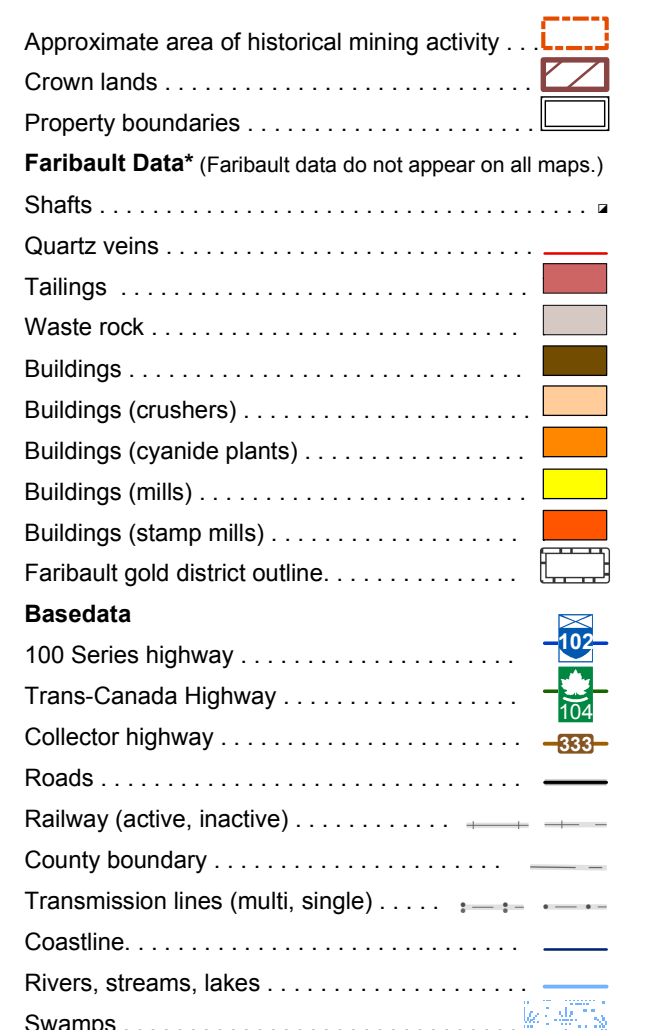 Approximate area of historical mining activity . . .
Crown lands . . . . . . . . . . . . . . . . . . . . . . . . . . . .
Property boundaries . . . . . . . . . . . . . . . . . . . . . .
Faribault Data* (Faribault data do not appear on all maps.)
Shafts . . . . . . . . . . . . . . . . . . . . . . . . . . . . . . . . . . . . .
Quartz veins . . . . . . . . . . . . . . . . . . . . . . . . . . . .
Tailings . . . . . . . . . . . . . . . . . . . . . . . . . . . . . . .
Waste rock . . . . . . . . . . . . . . . . . . . . . . . . . . . .
Buildings . . . . . . . . . . . . . . . . . . . . . . . . . . . . . .
Buildings (crushers) . . . . . . . . . . . . . . . . . . . . . .
Buildings (cyanide plants) . . . . . . . . . . . . . . . . .
Buildings (mills) . . . . . . . . . . . . . . . . . . . . . . . . .
Buildings (stamp mills) . . . . . . . . . . . . . . . . . . .
Faribault gold district outline. . . . . . . . . . . . . . .
Basedata
100 Series highway . . . . . . . . . . . . . . . . . . . . . 102
Trans-Canada Highway . . . . . . . . . . . . . . . . . . 104
Collector highway . . . . . . . . . . . . . . . . . . . . . . . 333
Roads . . . . . . . . . . . . . . . . . . . . . . . . . . . . . . . .
Railway (active, inactive) . . . . . . . . . . . .
County boundary . . . . . . . . . . . . . . . . . . . . . .
Transmission lines (multi, single) . . . . .
Coastline. . . . . . . . . . . . . . . . . . . . . . . . . . . . . .
Rivers, streams, lakes . . . . . . . . . . . . . . . . . . . .
Swamps . . . . . . . . . . . . . . . . . . . . . . . . . . . . . .